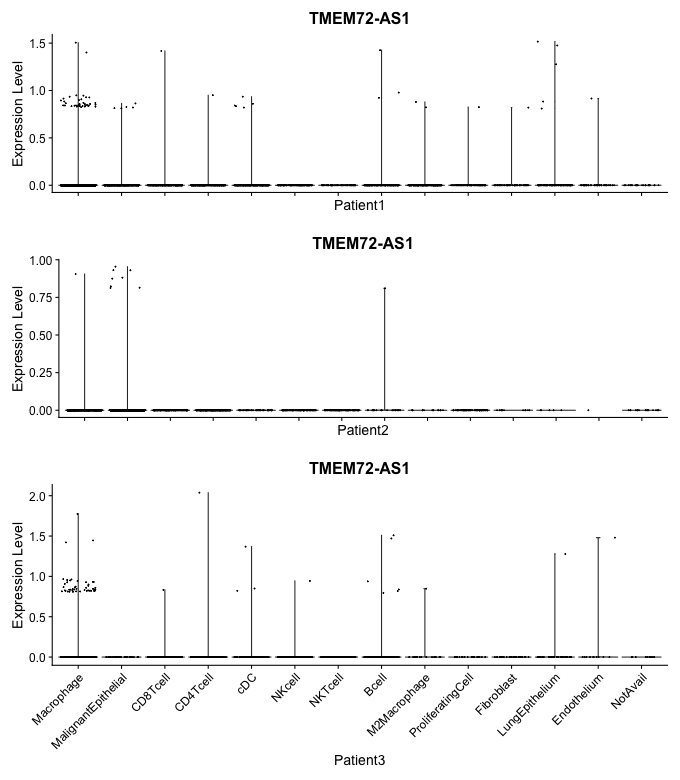 TMEM72-AS1
Expression Level
1.5
1.0
0.5
0.0
Patient1
TMEM72-AS1
Expression Level
1.00
0.75
0.50
0.25
0.00
Patient2
TMEM72-AS1
Expression Level
2.0
1.5
1.0
0.5
0.0
Macrophage
MalignantEpithelial
CD8Tcell
CD4Tcell
cDC
NKcell
NKTcell
Bcell
M2Macrophage
ProliferatingCell
Fibroblast
LungEpithelium
Endothelium
NotAvail
Patient3